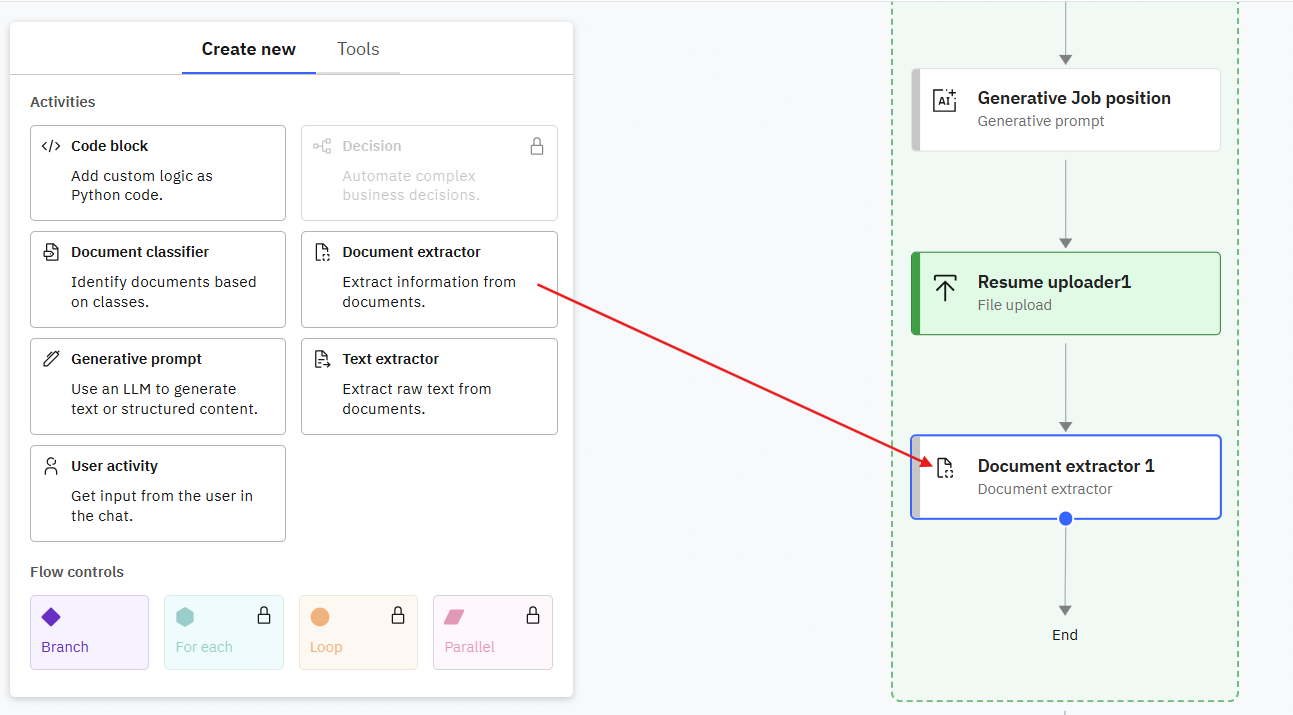 Create new
Tools
Activities
Code block
Add custom logic as
Python code.
Decision
Automate complex
business decisions.
Document classifier
Identify documents based
on classes.
Document extractor
Extract information from
documents.
Generative prompt
Use an LLM to generate
text or structured content.
Text extractor
Extract raw text from
documents.
User activity
Get input from the user in
the chat.
Flow controls
Branch
For each
Loop
Parallel
AI
Generative Job position
Generative prompt
Resume uploader1
File upload
Document extractor 1
Document extractor
End